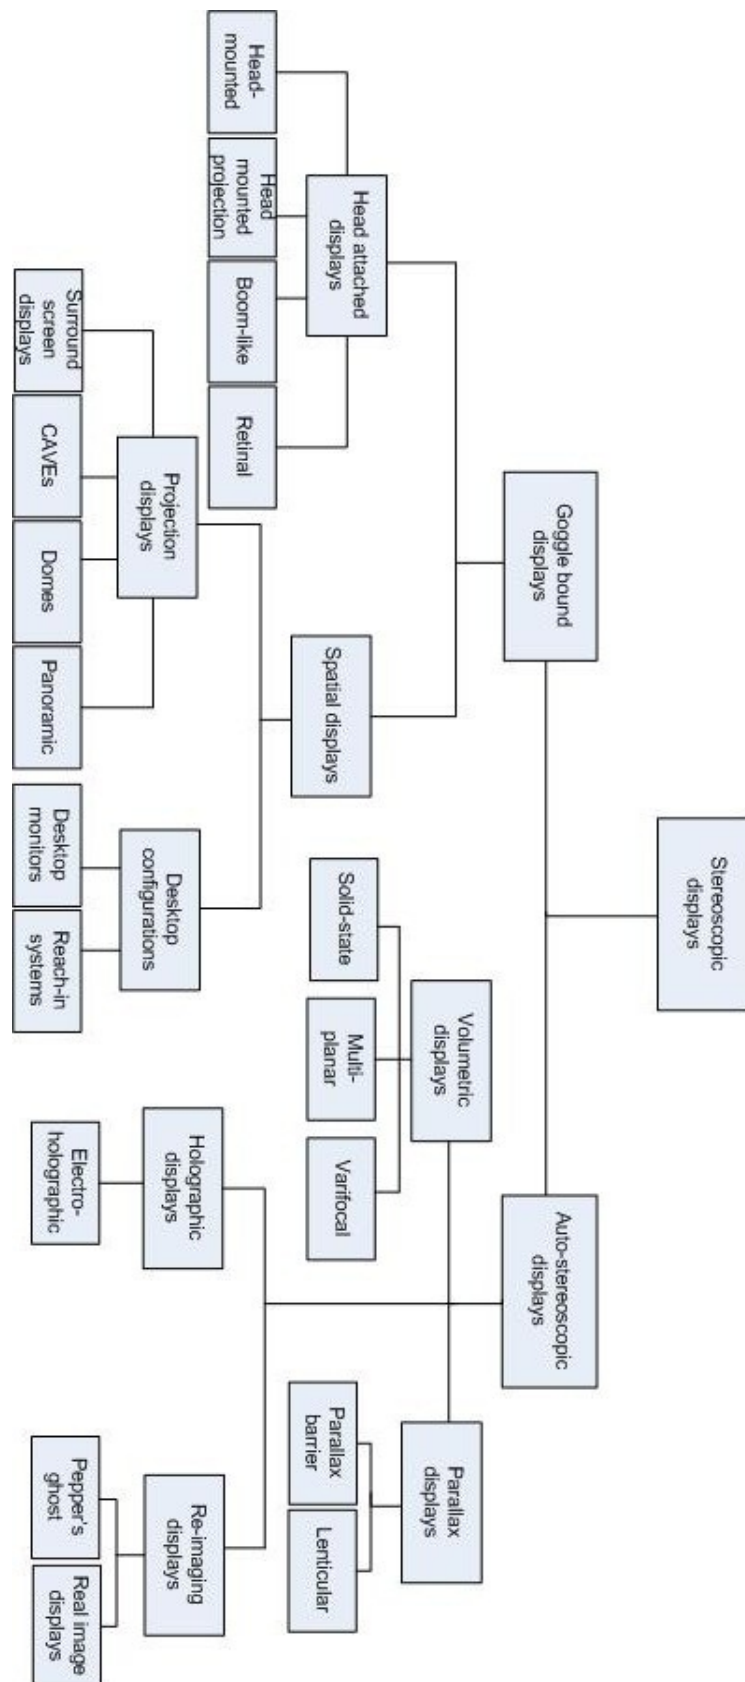 Stereoscopic
displays
Goggle bound
displays
Auto-stereoscopic
displays
Head attached
displays
Spatial displays
Volumetric
displays
Parallax
displays
Head-
mounted
Head
mounted
projection
Boom-like
Retinal
Solid-state
Multi-
planar
Varifocal
Parallax
barrier
Lenticular
Projection
displays
Desktop
configurations
Holographic
displays
Re-imaging
displays
Surround
screen
displays
CAVEs
Domes
Panoramic
Desktop
monitors
Reach-in
systems
Electro-
holographic
Pepper's
ghost
Real image
displays